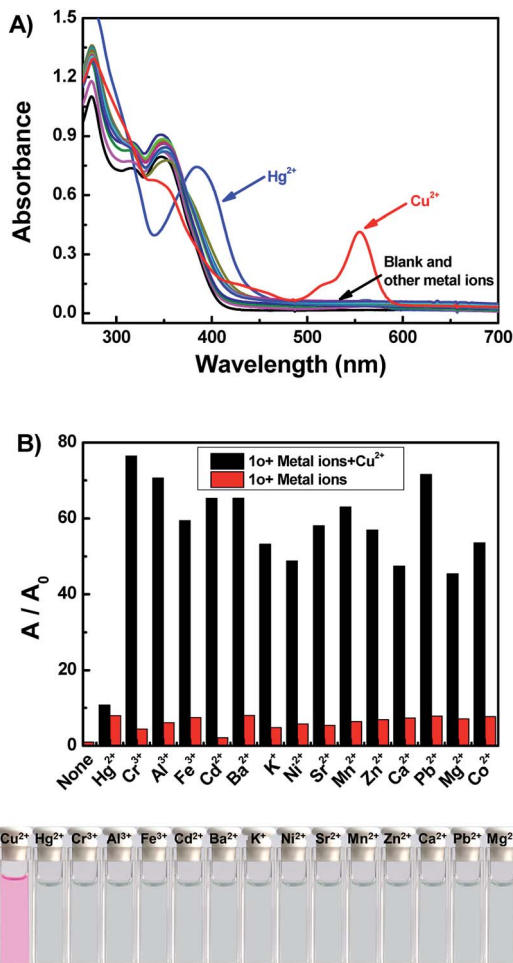 A)
Absorbance
1.5
1.2
0.9
0.6
0.3
0.0
Hg²⁺
Cu²⁺
Blank and
other metal ions
300 400 500 600 700
Wavelength (nm)
B)
A / A₀
80
60
40
20
0
1o+ Metal ions+Cu²⁺
1o+ Metal ions
None Hg²⁺ Cr³⁺ Al³⁺ Fe³⁺ Cd²⁺ Ba²⁺ K⁺ Ni²⁺ Sr²⁺ Mn²⁺ Zn²⁺ Ca²⁺ Pb²⁺ Mg²⁺ Co²⁺
Cu²⁺ Hg²⁺ Cr³⁺ Al³⁺ Fe³⁺ Cd²⁺ Ba²⁺ K⁺ Ni²⁺ Sr²⁺ Mn²⁺ Zn²⁺ Ca²⁺ Pb²⁺ Mg²